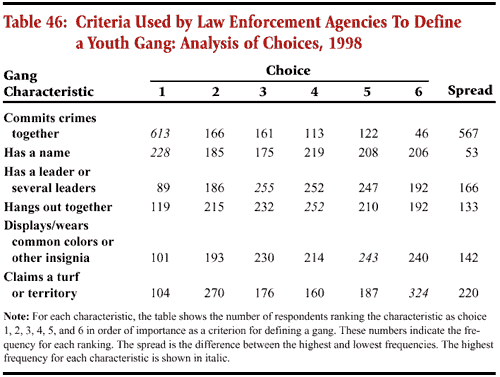 Table 46: Criteria Used by Law Enforcement Agencies To Define
a Youth Gang: Analysis of Choices, 1998
Gang Choice
Characteristic 1 2 3 4 5 6 Spread
Commits crimes
together 613 166 161 113 122 46 567
Has a name 228 185 175 219 208 206 53
Has a leader or
several leaders 89 186 255 252 247 192 166
Hangs out together 119 215 232 252 210 192 133
Displays/wears
common colors or
other insignia 101 193 230 214 243 240 142
Claims a turf
or territory 104 270 176 160 187 324 220
Note: For each characteristic, the table shows the number of respondents ranking the characteristic as choice
1, 2, 3, 4, 5, and 6 in order of importance as a criterion for defining a gang. These numbers indicate the fre-
quency for each ranking. The spread is the difference between the highest and lowest frequencies. The highest
frequency for each characteristic is shown in italic.